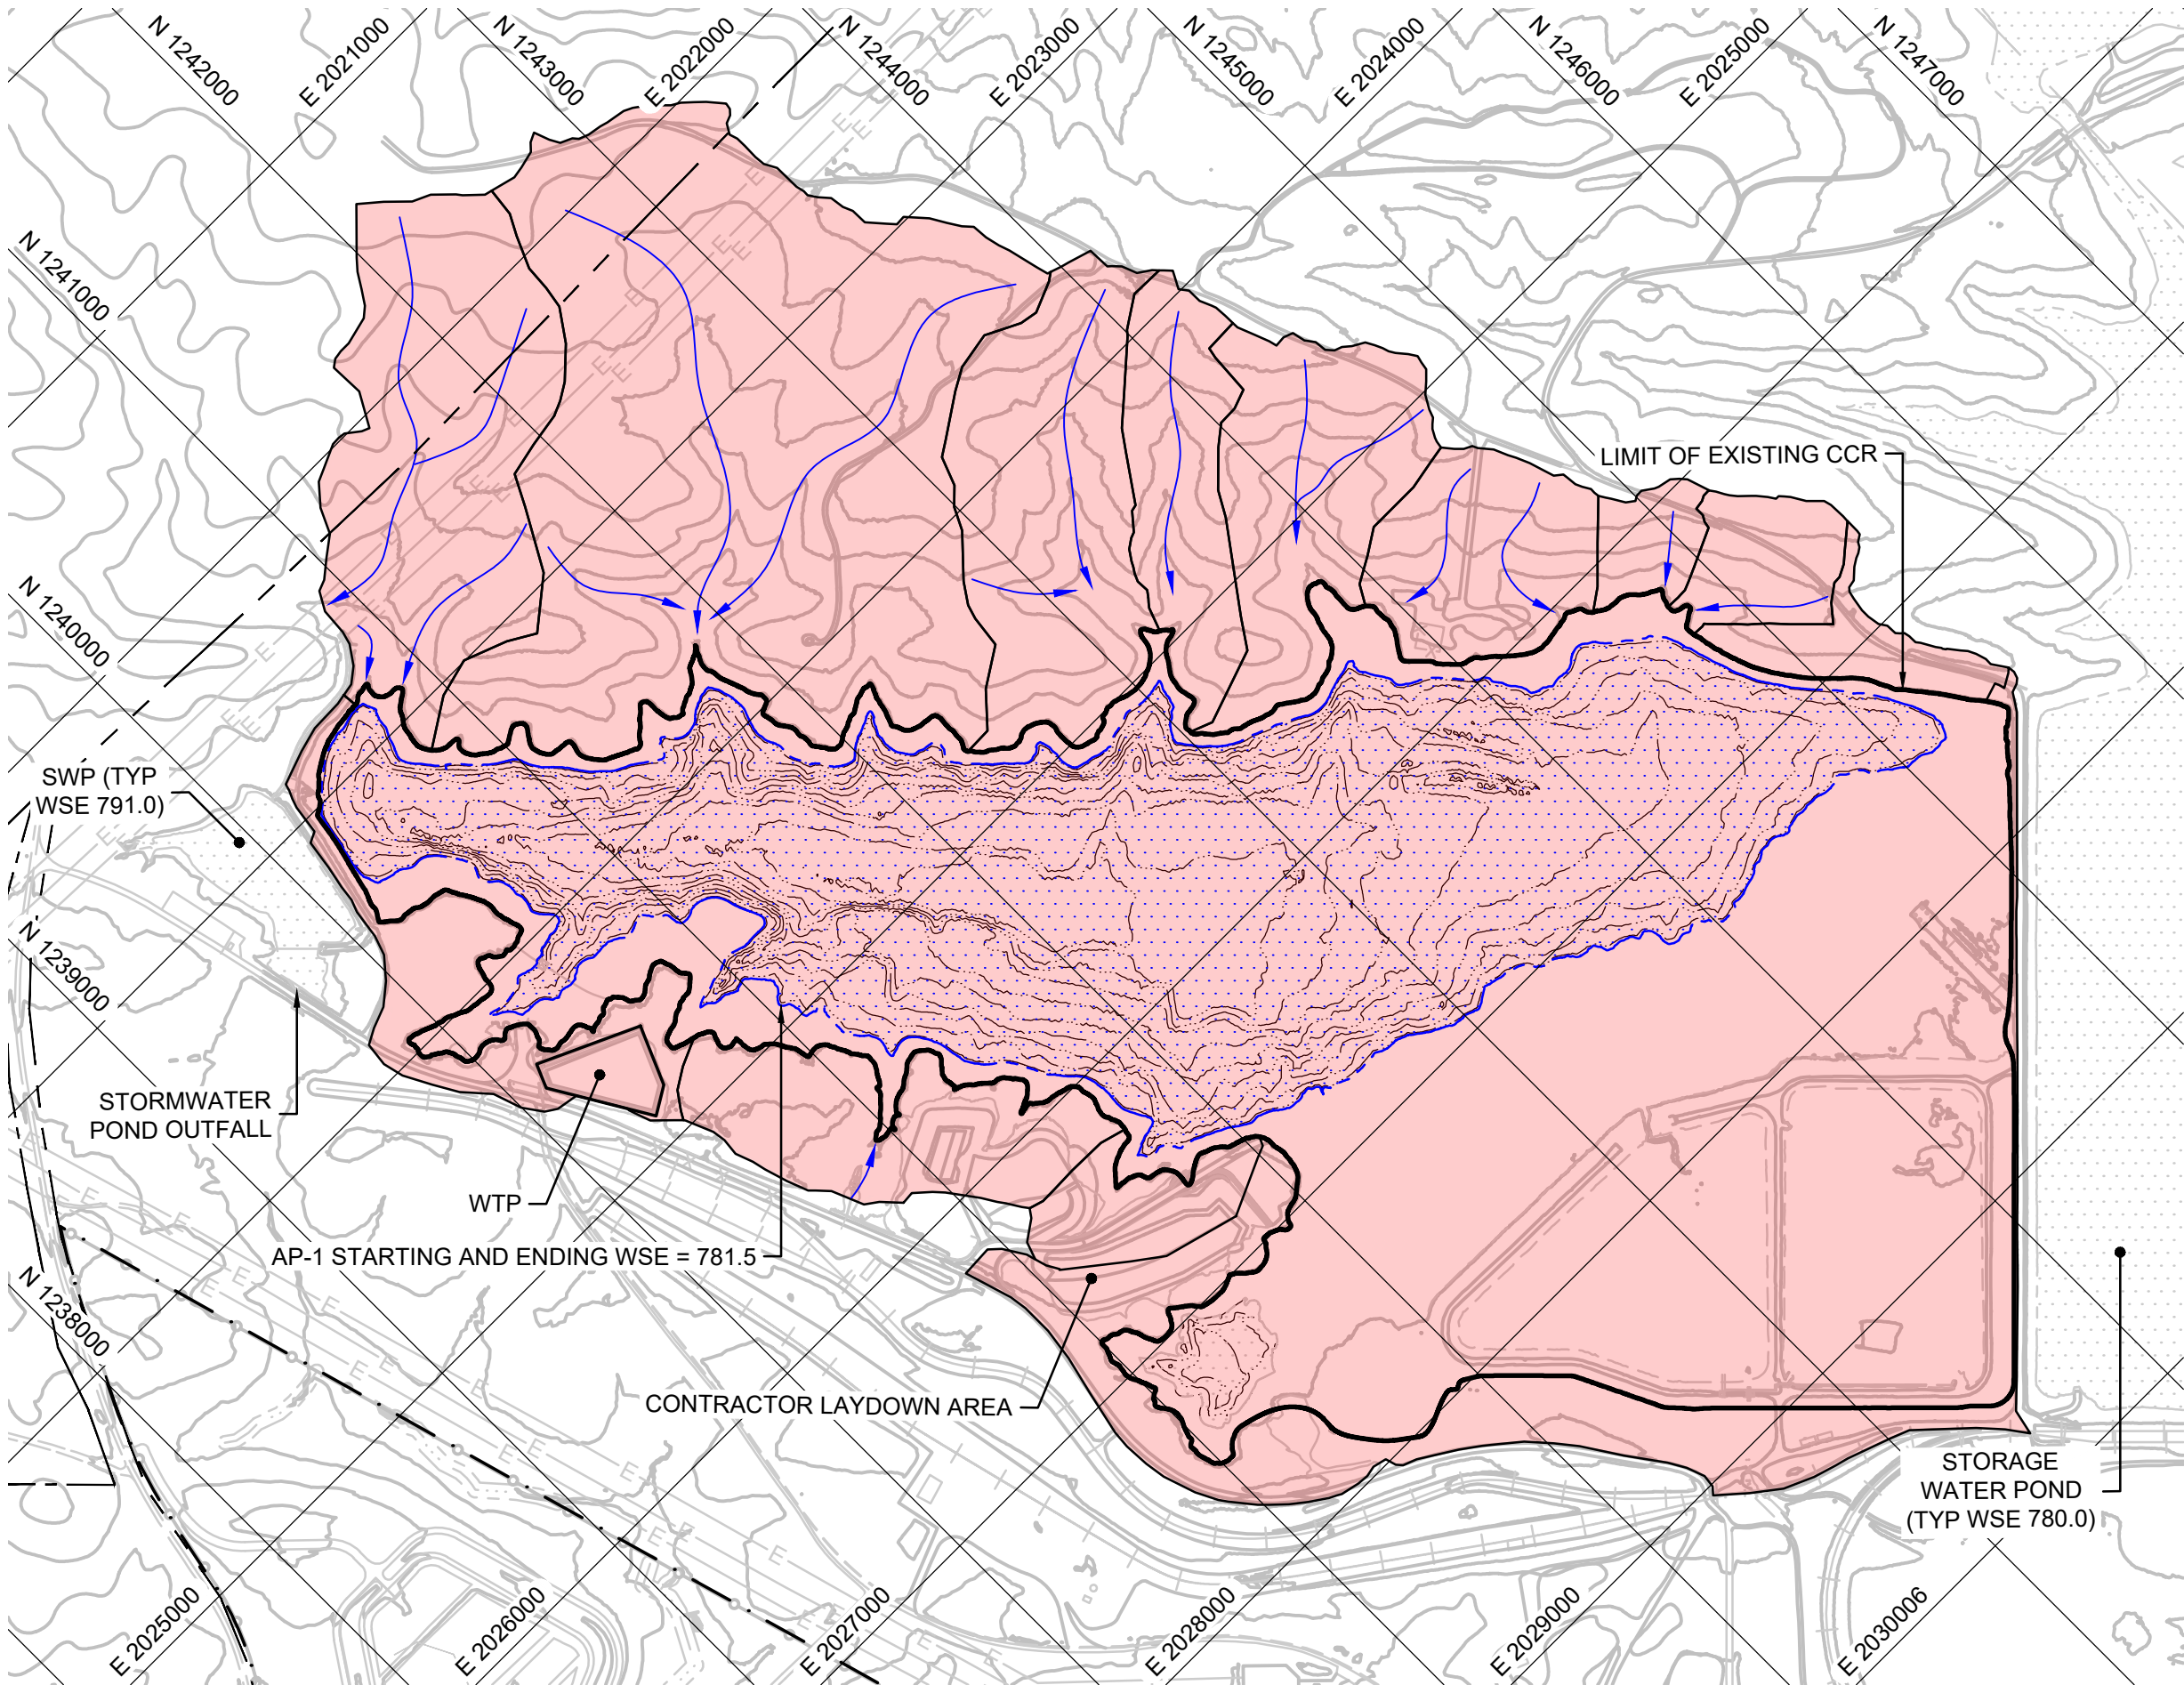 N 1242000
E 2021000
N 1243000
E 2022000
N 1244000
E 2023000
N 1245000
E 2024000
N 1246000
E 2025000
N 1247000
N 1241000
N 1240000
N 1239000
N 1238000
LIMIT OF EXISTING CCR
SWP (TYP
WSE 791.0)
STORMWATER
POND OUTFALL
WTP
AP-1 STARTING AND ENDING WSE = 781.5
CONTRACTOR LAYDOWN AREA
STORAGE
WATER POND
(TYP WSE 780.0)
E 2025000
E 2026000
E 2027000
E 2028000
E 2029000
E 2030006